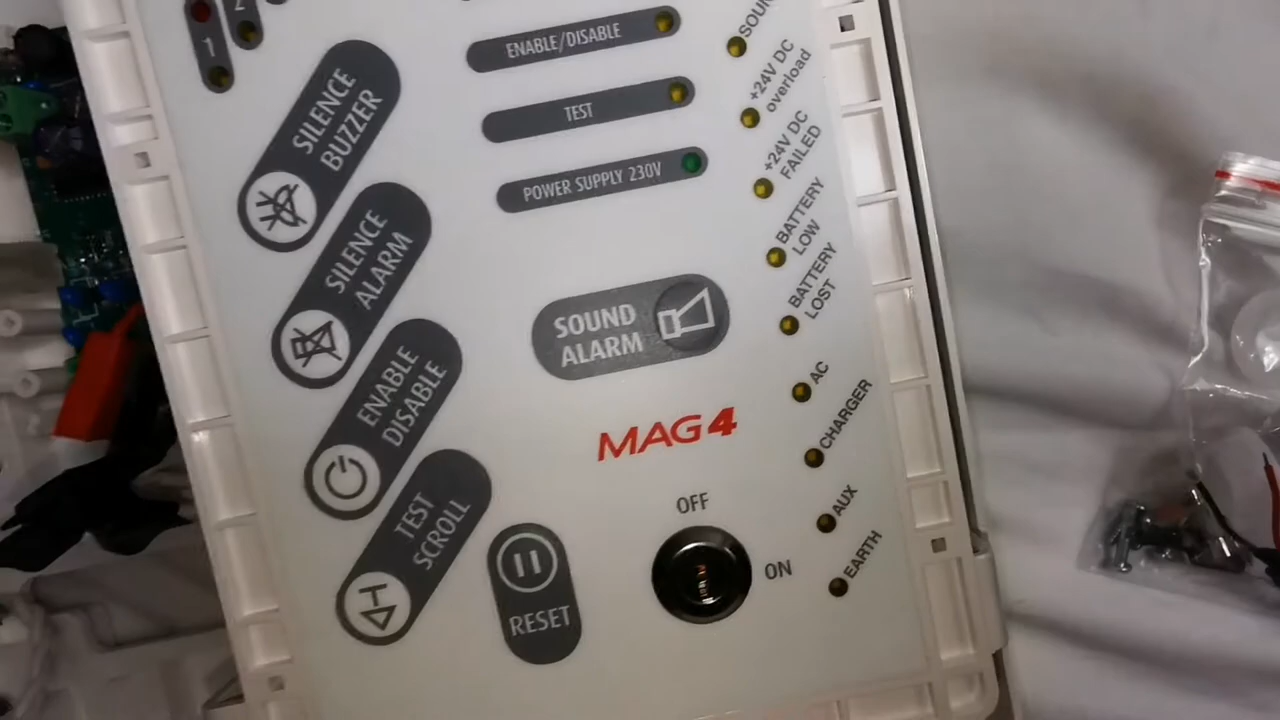 2
1
SILENCE
BUZZER
SILENCE
ALARM
ENABLE
DISABLE
TEST
SCROLL
RESET
ENABLE/DISABLE
TEST
POWER SUPPLY 230V
SOUND
ALARM
MAG4
OFF
ON
+24V DC
overload
+24V DC
FAILED
BATTERY
LOW
BATTERY
LOST
AC
CHARGER
AUX
EARTH